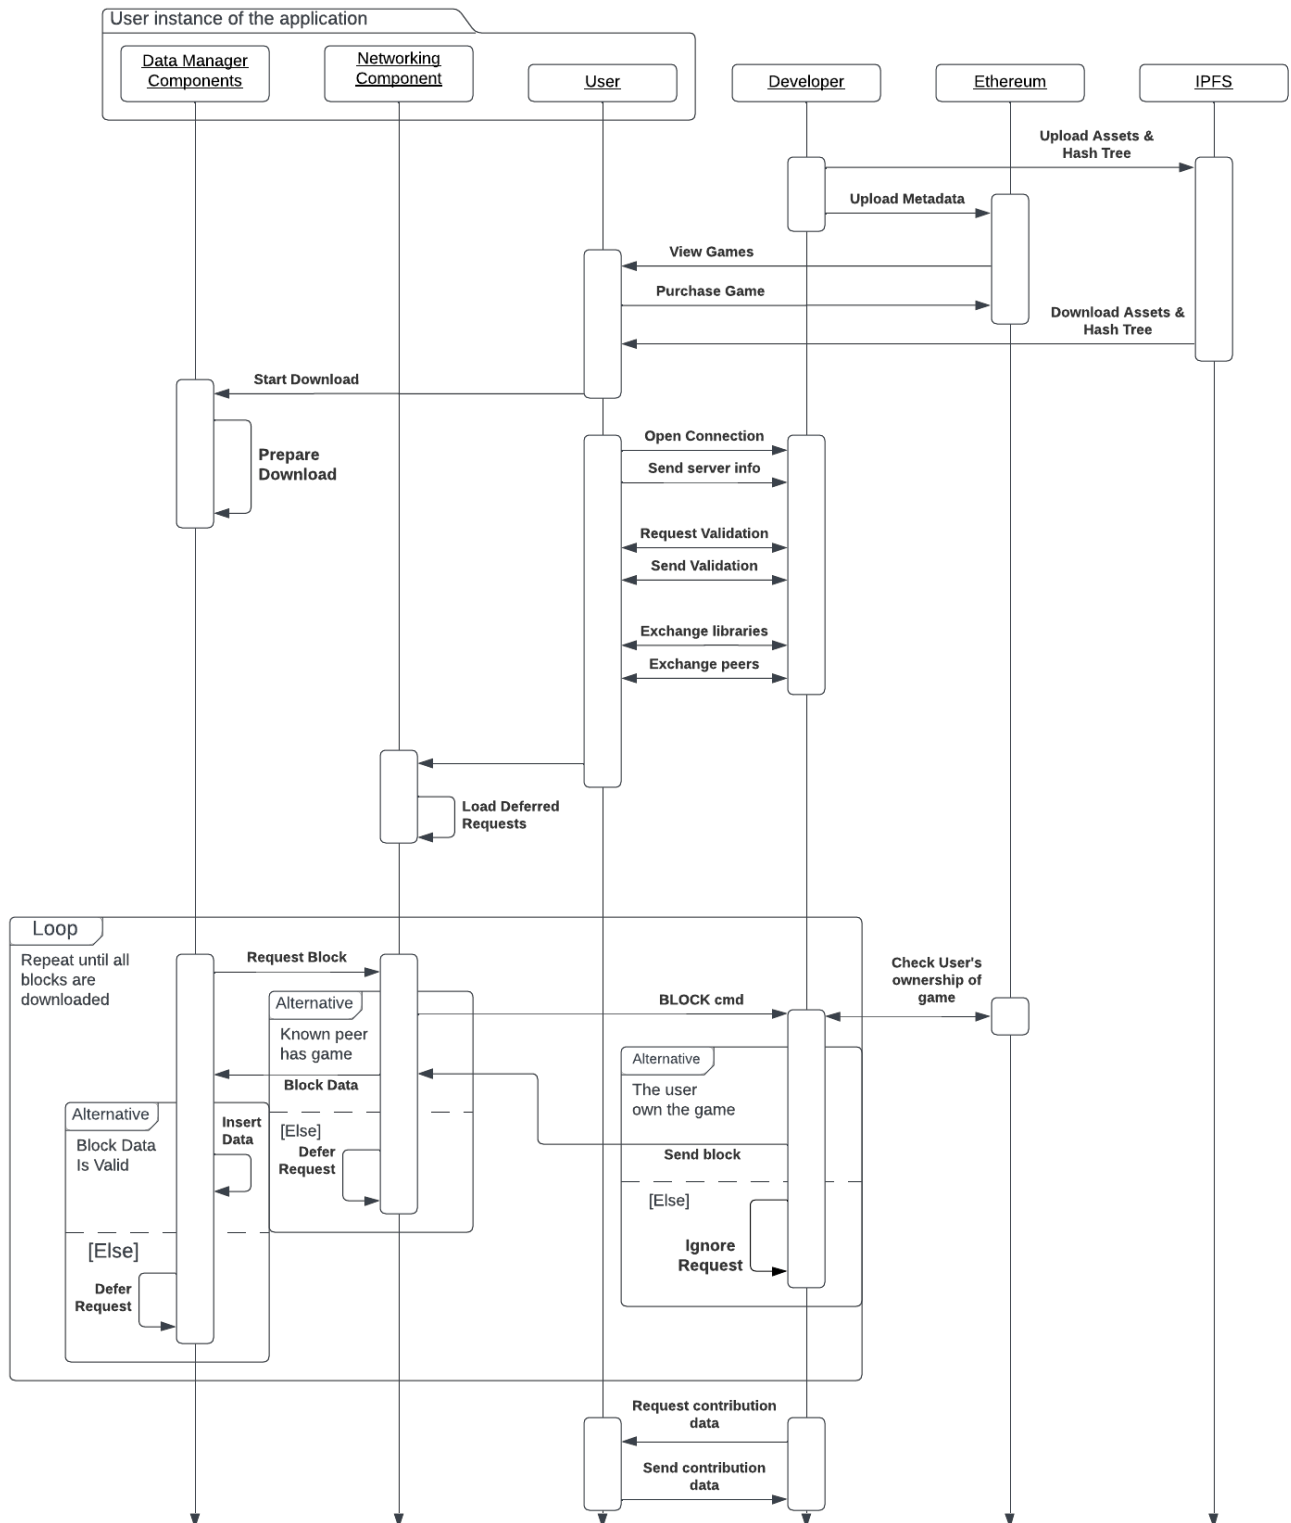 User instance of the application
Data Manager
Components
Networking
Component
User
Developer
Ethereum
IPFS
Upload Assets &
Hash Tree
Upload Metadata
View Games
Purchase Game
Download Assets &
Hash Tree
Start Download
Prepare
Download
Open Connection
Send server info
Request Validation
Send Validation
Exchange libraries
Exchange peers
Load Deferred
Requests
Loop
Repeat until all
blocks are
downloaded
Request Block
Check User's
ownership of
game
Alternative
Known peer
has game
BLOCK cmd
Block Data
Alternative
The user
own the game
Alternative
Block Data
Is Valid
Insert
Data
[Else]
Defer
Request
Send block
[Else]
Ignore
Request
[Else]
Defer
Request
Request contribution
data
Send contribution
data